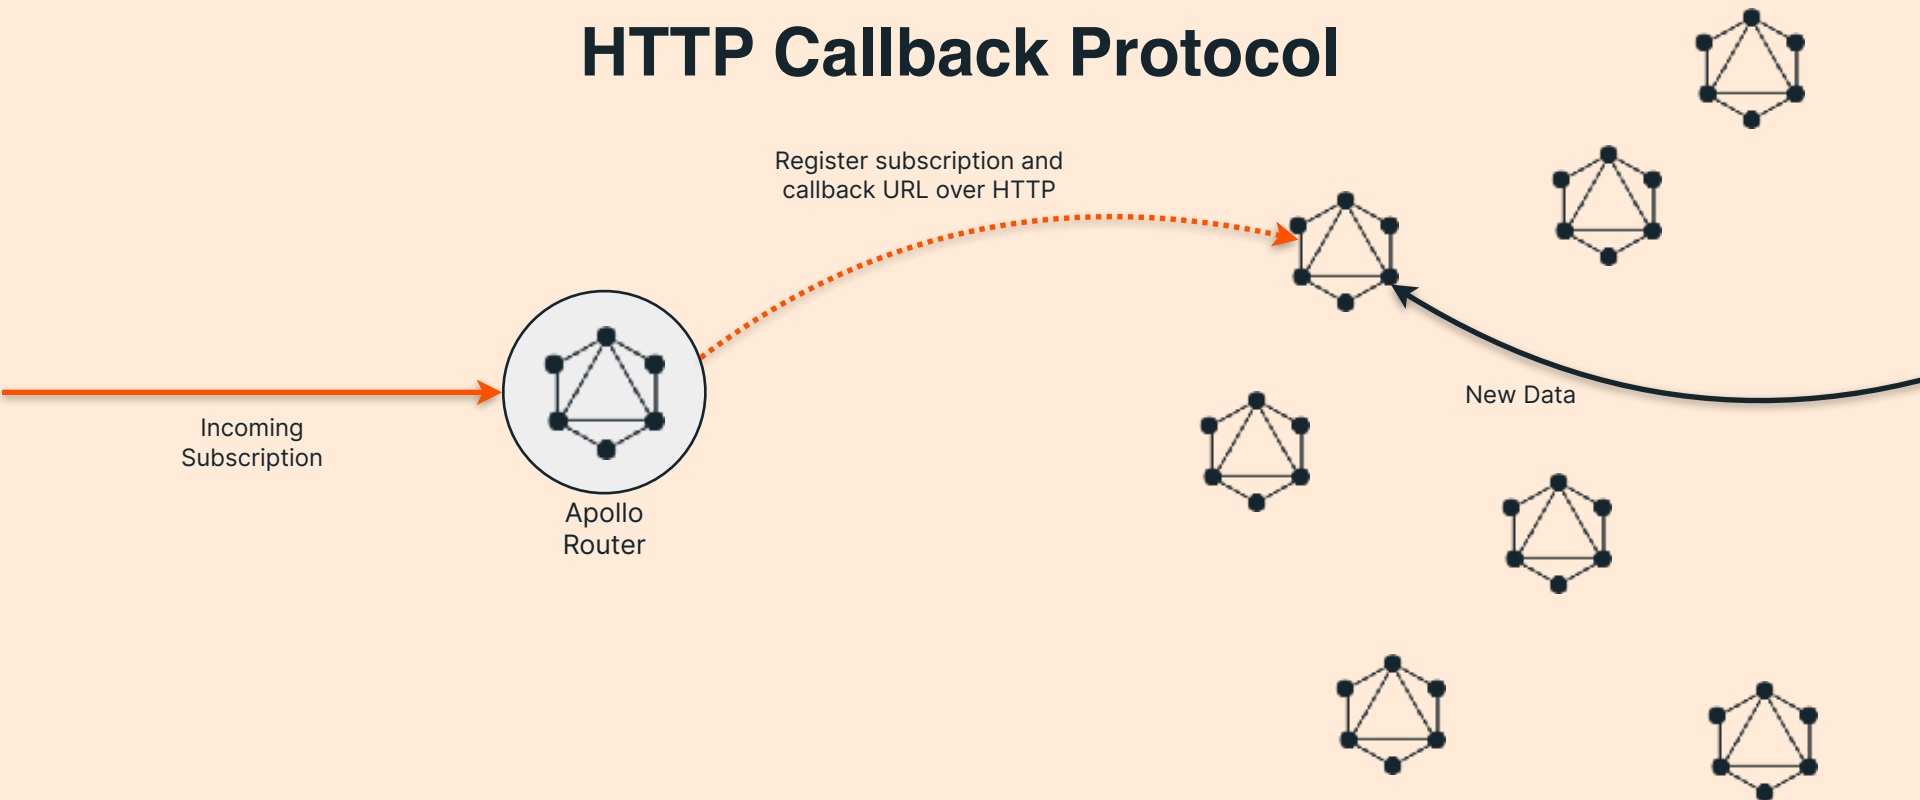 HTTP Callback Protocol
Register subscription and
callback URL over HTTP
New Data
Incoming
Subscription
Apollo
Router